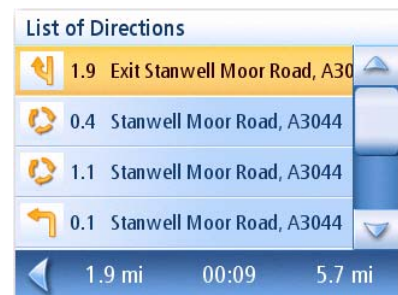 List of Directions
1.9 Exit Stanwell Moor Road, A30
0.4 Stanwell Moor Road, A3044
1.1 Stanwell Moor Road, A3044
0.1 Stanwell Moor Road, A3044
1.9 mi 00:09 5.7 mi